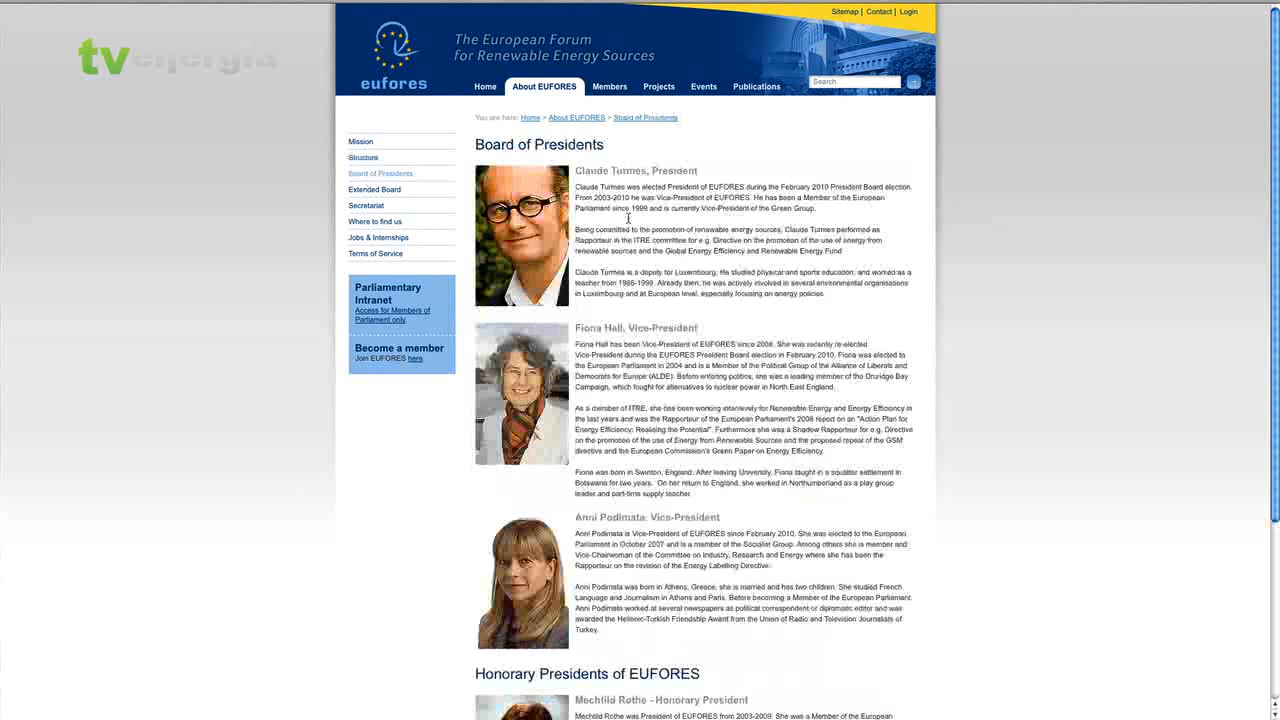 tv energia
Sitemap | Contact | Login
The European Forum
for Renewable Energy Sources
eufores
Home About EUFORES Members Projects Events Publications
Search
You are here: Home > About EUFORES > Board of Presidents
Mission
Structure
Board of Presidents
Extended Board
Secretariat
Where to find us
Jobs & Internships
Terms of Service
Parliamentary
Intranet
Access for Members of
Parliament only.
Become a member
Join EUFORES here.
Board of Presidents
Claude Turmes, President
Claude Turmes was elected President of EUFORES during the February 2010 President Board election.
From 2003-2010 he was Vice-President of EUFORES. He has been a Member of the European
Parliament since 1999 and is currently Vice-President of the Green Group.
Being committed to the promotion of renewable energy sources, Claude Turmes performed as
Rapporteur in the ITRE committee for e.g. Directive on the promotion of the use of energy from
renewable sources and the Global Energy Efficiency and Renewable Energy Fund.
Claude Turmes is a deputy for Luxembourg. He studied physical and sports education, and worked as a
teacher from 1986-1999. Already then, he was actively involved in several environmental organisations
in Luxembourg and at European level, especially focusing on energy policies.
Fiona Hall, Vice-President
Fiona Hall has been Vice-President of EUFORES since 2006. She was recently re-elected
Vice-President during the EUFORES President Board election in February 2010. Fiona was elected to
the European Parliament in 2004 and is a Member of the Political Group of the Alliance of Liberals and
Democrats for Europe (ALDE). Before entering politics, she was a leading member of the Druridge Bay
Campaign, which fought for alternatives to nuclear power in North East England.
As a member of ITRE, she has been working intensively for Renewable Energy and Energy Efficiency in
the last years and was the Rapporteur of the European Parliament's 2008 report on an "Action Plan for
Energy Efficiency: Realising the Potential". Furthermore she was a Shadow Rapporteur for e.g. Directive
on the promotion of the use of Energy from Renewable Sources and the proposed repeal of the GSM
directive and the European Commission's Green Paper on Energy Efficiency.
Fiona was born in Swinton, England. After leaving University, Fiona taught in a squatter settlement in
Botswana for two years. On her return to England, she worked in Northumberland as a play group
leader and part-time supply teacher.
Anni Podimata, Vice-President
Anni Podimata is Vice-President of EUFORES since February 2010. She was elected to the European
Parliament in October 2007 and is a member of the Socialist Group. Among others she is member and
Vice-Chairwoman of the Committee on Industry, Research and Energy where she has been the
Rapporteur on the revision of the Energy Labelling Directive.
Anni Podimata was born in Athens, Greece, she is married and has two children. She studied French
Language and Journalism in Athens and Paris. Before becoming a Member of the European Parliament,
Anni Podimata worked at several newspapers as political correspondent or diplomatic editor and was
awarded the Hellenic-Turkish Friendship Award from the Union of Radio and Television Journalists of
Turkey.
Honorary Presidents of EUFORES
Mechtild Rothe - Honorary President
Mechtild Rothe was President of EUFORES from 2003-2009. She was a Member of the European